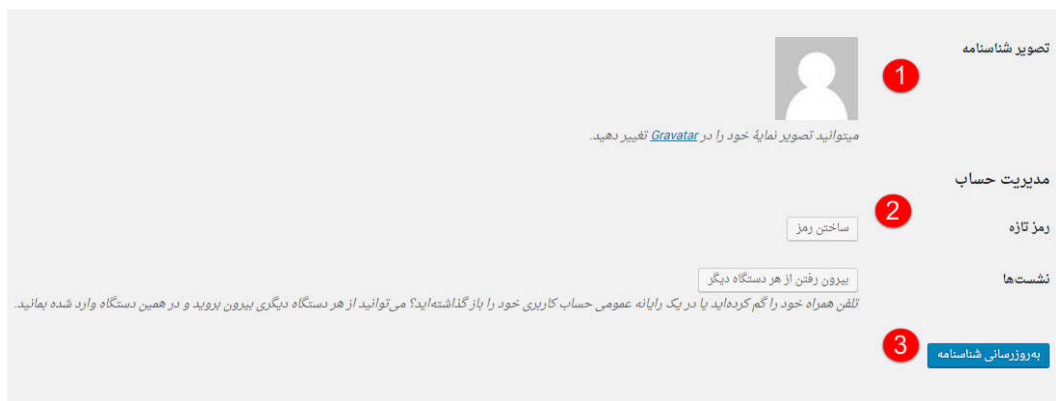 تصویر شناسنامه
1
میتوانید تصویر نمایهٔ خود را در Gravatar تغییر دهید.
مدیریت حساب
2
رمز تازه
ساختن رمز
نشست‌ها
بیرون رفتن از هر دستگاه دیگر
تلفن همراه خود را گم کرده‌اید یا در یک رایانه عمومی حساب کاربری خود را باز گذاشته‌اید؟ می‌توانید از هر دستگاه دیگری بیرون بروید و در همین دستگاه وارد شده بمانید.
3
به‌روزرسانی شناسنامه